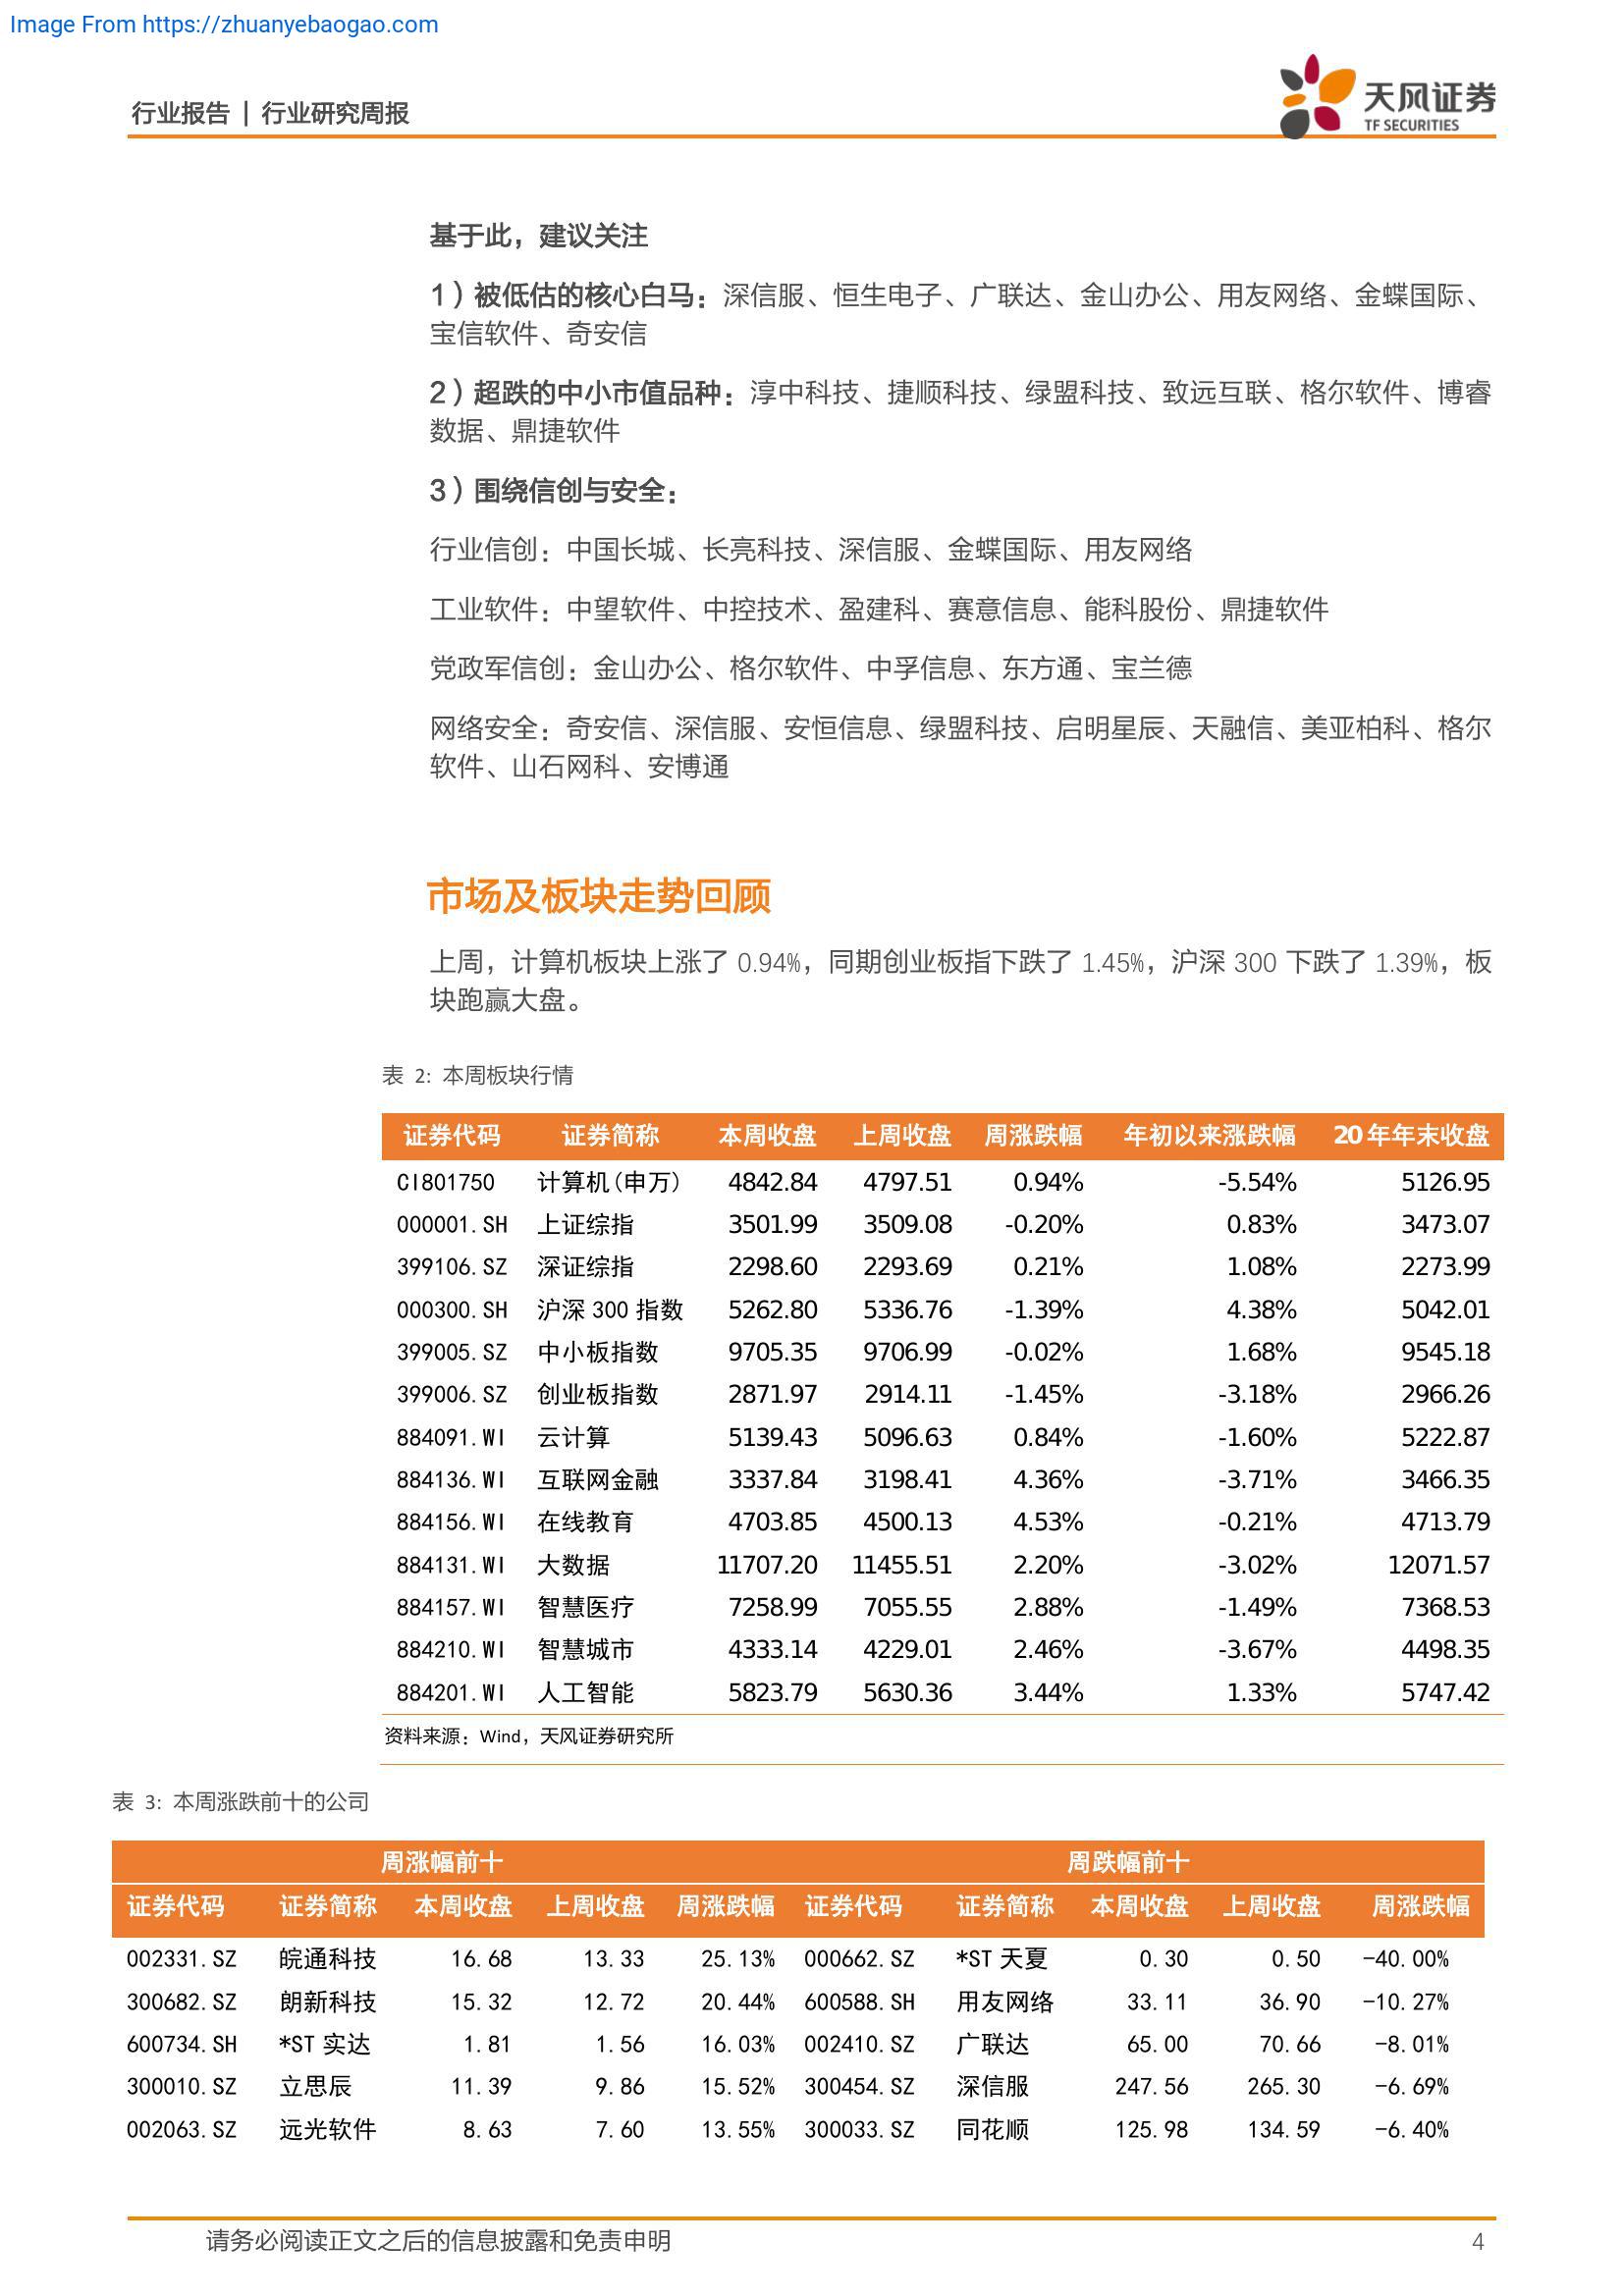 Image From https://zhuanyebaogao.com
行业报告 | 行业研究周报
天风证券
TF SECURITIES
基于此，建议关注
1）被低估的核心白马：深信服、恒生电子、广联达、金山办公、用友网络、金蝶国际、
宝信软件、奇安信
2）超跌的中小市值品种：淳中科技、捷顺科技、绿盟科技、致远互联、格尔软件、博睿
数据、鼎捷软件
3）围绕信创与安全：
行业信创：中国长城、长亮科技、深信服、金蝶国际、用友网络
工业软件：中望软件、中控技术、盈建科、赛意信息、能科股份、鼎捷软件
党政军信创：金山办公、格尔软件、中孚信息、东方通、宝兰德
网络安全：奇安信、深信服、安恒信息、绿盟科技、启明星辰、天融信、美亚柏科、格尔
软件、山石网科、安博通
市场及板块走势回顾
上周，计算机板块上涨了 0.94%，同期创业板指下跌了 1.45%，沪深 300 下跌了 1.39%，板
块跑赢大盘。
表 2: 本周板块行情
证券代码 证券简称 本周收盘 上周收盘 周涨跌幅 年初以来涨跌幅 20 年年末收盘
CI801750 计算机(申万) 4842.84 4797.51 0.94% -5.54% 5126.95
000001.SH 上证综指 3501.99 3509.08 -0.20% 0.83% 3473.07
399106.SZ 深证综指 2298.60 2293.69 0.21% 1.08% 2273.99
000300.SH 沪深 300 指数 5262.80 5336.76 -1.39% 4.38% 5042.01
399005.SZ 中小板指数 9705.35 9706.99 -0.02% 1.68% 9545.18
399006.SZ 创业板指数 2871.97 2914.11 -1.45% -3.18% 2966.26
884091.WI 云计算 5139.43 5096.63 0.84% -1.60% 5222.87
884136.WI 互联网金融 3337.84 3198.41 4.36% -3.71% 3466.35
884156.WI 在线教育 4703.85 4500.13 4.53% -0.21% 4713.79
884131.WI 大数据 11707.20 11455.51 2.20% -3.02% 12071.57
884157.WI 智慧医疗 7258.99 7055.55 2.88% -1.49% 7368.53
884210.WI 智慧城市 4333.14 4229.01 2.46% -3.67% 4498.35
884201.WI 人工智能 5823.79 5630.36 3.44% 1.33% 5747.42
资料来源：Wind，天风证券研究所
表 3: 本周涨跌前十的公司
周涨幅前十 周跌幅前十
证券代码 证券简称 本周收盘 上周收盘 周涨跌幅 证券代码 证券简称 本周收盘 上周收盘 周涨跌幅
002331.SZ 皖通科技 16.68 13.33 25.13% 000662.SZ *ST 天夏 0.30 0.50 -40.00%
300682.SZ 朗新科技 15.32 12.72 20.44% 600588.SH 用友网络 33.11 36.90 -10.27%
600734.SH *ST 实达 1.81 1.56 16.03% 002410.SZ 广联达 65.00 70.66 -8.01%
300010.SZ 立思辰 11.39 9.86 15.52% 300454.SZ 深信服 247.56 265.30 -6.69%
002063.SZ 远光软件 8.63 7.60 13.55% 300033.SZ 同花顺 125.98 134.59 -6.40%
请务必阅读正文之后的信息披露和免责申明 4